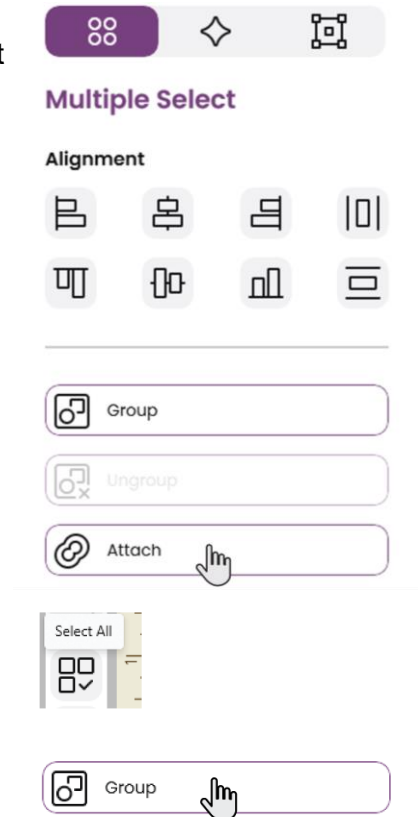 t
Multiple Select
Alignment
Group
Ungroup
Attach
Select All
Group